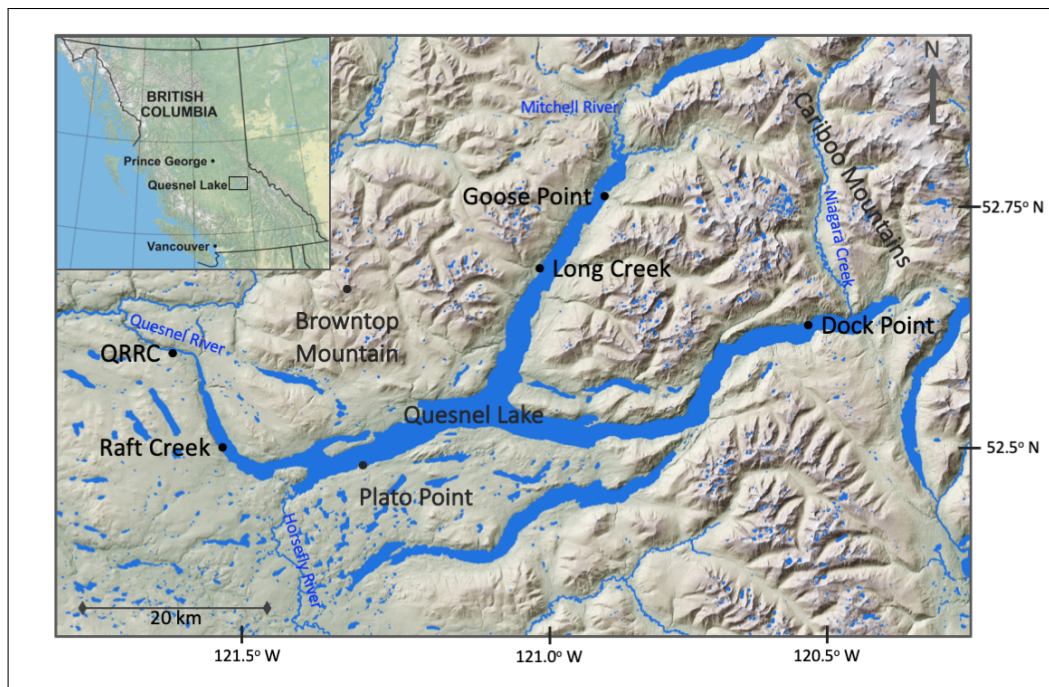 BRITISH
COLUMBIA
Prince George
Quesnel Lake
Vancouver
N
Mitchell River
Cariboo Mountains
Goose Point
52.75° N
Niagara Creek
Long Creek
Browntop
Mountain
Quesnel River
Dock Point
QRRC
Quesnel Lake
Raft Creek
52.5° N
Plato Point
Horsefly River
20 km
121.5° W
121.0° W
120.5° W